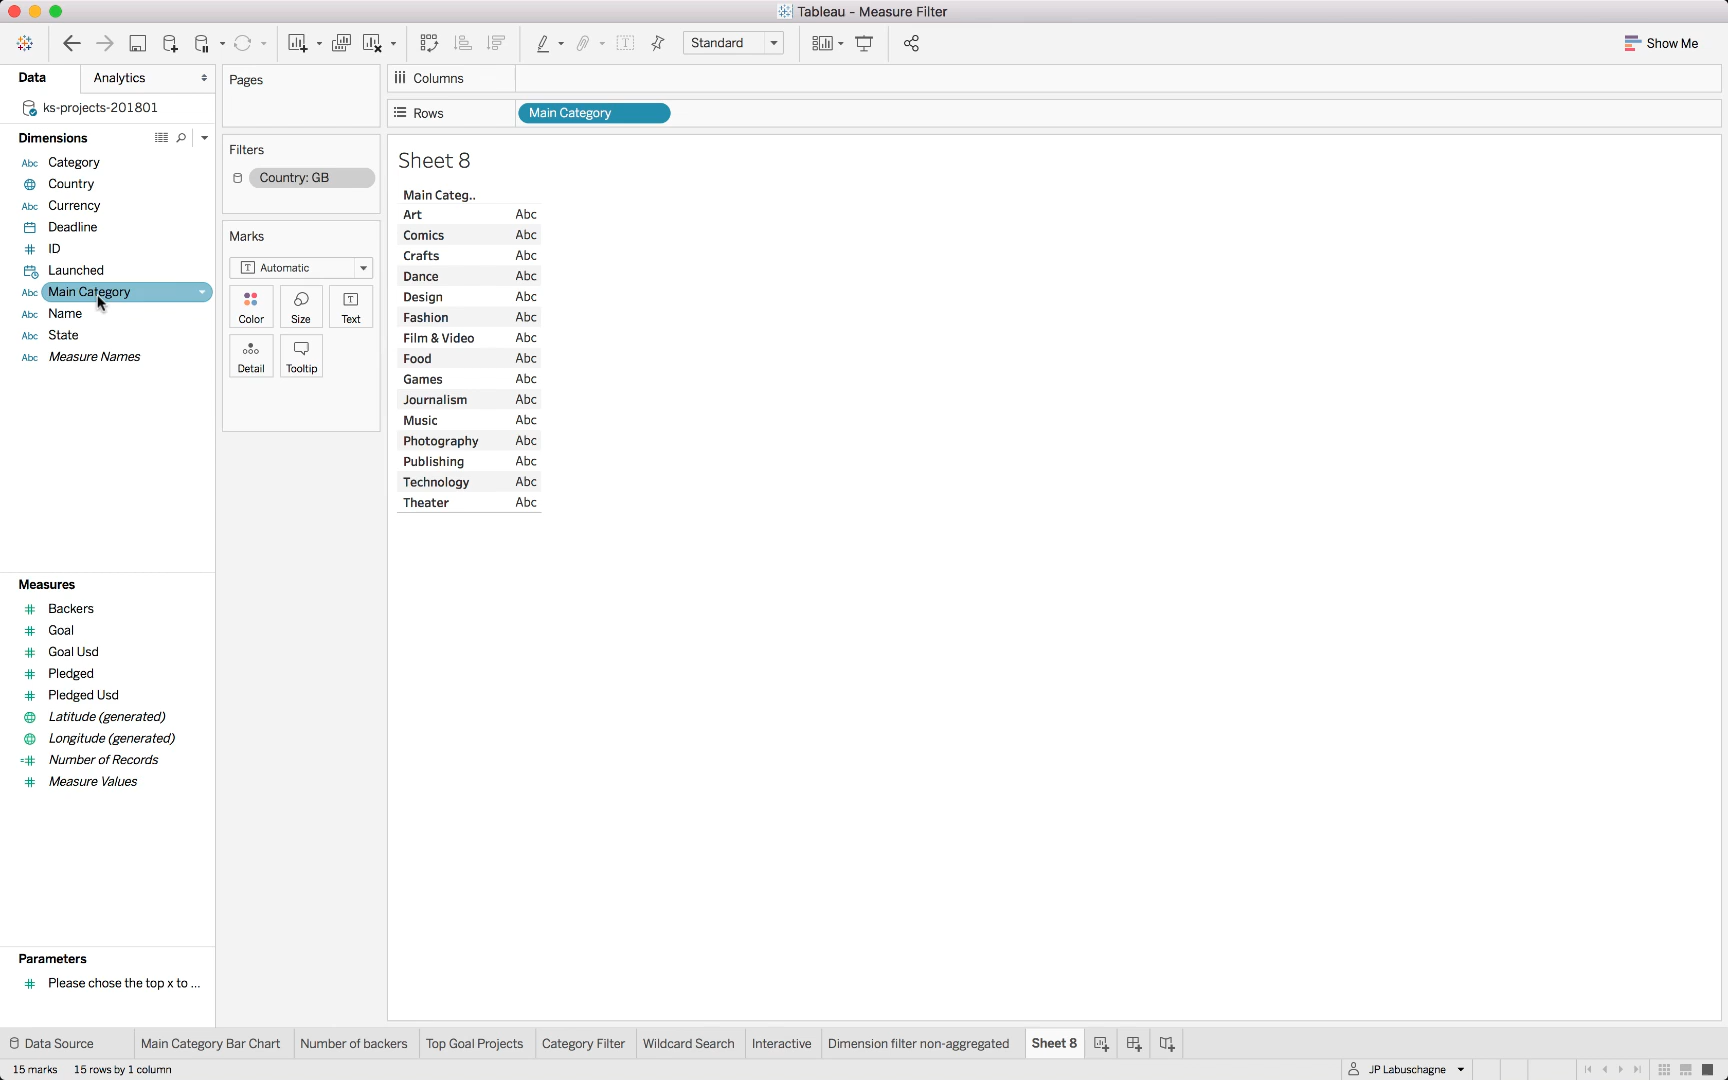 Tableau - Measure Filter
Standard
Show Me
Data
Analytics
ks-projects-201801
Dimensions
Abc Category
Country
Abc Currency
Deadline
ID
Launched
Abc Main Category
Abc Name
Abc State
Abc Measure Names
Measures
Backers
Goal
Goal Usd
Pledged
Pledged Usd
Latitude (generated)
Longitude (generated)
Number of Records
Measure Values
Parameters
Please chose the top x to ...
Pages
Filters
Country: GB
Marks
Automatic
Color Size Text
Detail Tooltip
Columns
Rows Main Category
Sheet 8
Main Categ..
Art Abc
Comics Abc
Crafts Abc
Dance Abc
Design Abc
Fashion Abc
Film & Video Abc
Food Abc
Games Abc
Journalism Abc
Music Abc
Photography Abc
Publishing Abc
Technology Abc
Theater Abc
Data Source Main Category Bar Chart Number of backers Top Goal Projects Category Filter Wildcard Search Interactive Dimension filter non-aggregated Sheet 8
15 marks 15 rows by 1 column JP Labuschagne